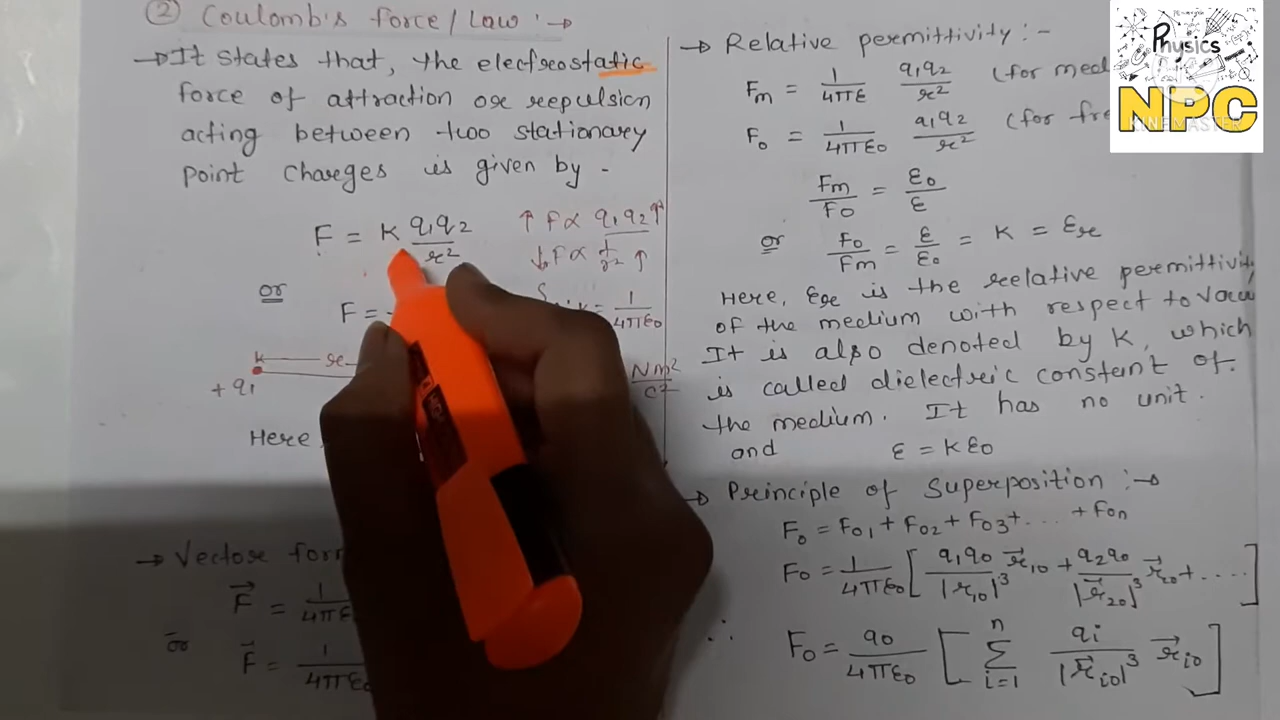 ② Coulomb's force/Law :→
→ It states that, the electrostatic
force of attraction or repulsion
acting between two stationary
point charges is given by -
F = K q₁q₂/r² ↑ F ∝ q₁q₂ ↑
↓ F ∝ 1/r² ↑
or
F =
1/4πε₀
r
+q₁
Nm²/C²
Here
→ Vector form
F⃗ = 1/4πε
or
F⃗ = 1/4πε₀
→ Relative permittivity :-
Fm = 1/4πε q₁q₂/r² (for med
F₀ = 1/4πε₀ q₁q₂/r² (for fre
Fm/F₀ = ε₀/ε
or F₀/Fm = ε/ε₀ = K = εr
Here, εr is the relative permittivity
of the medium with respect to vacu
It is also denoted by K, which
is called dielectric constant of
the medium. It has no unit.
and ε = Kε₀
→ Principle of Superposition :→
F₀ = F₀₁ + F₀₂ + F₀₃ + .... + F₀n
F₀ = 1/4πε₀ [ q₁q₀/|r₁₀|³ r⃗₁₀ + q₂q₀/|r⃗₂₀|³ r⃗₂₀ + .... ]
∴ F₀ = q₀/4πε₀ [ n Σ i=1 qi/|r⃗i₀|³ r⃗i₀ ]
Physics
NPC
KINEMASTER